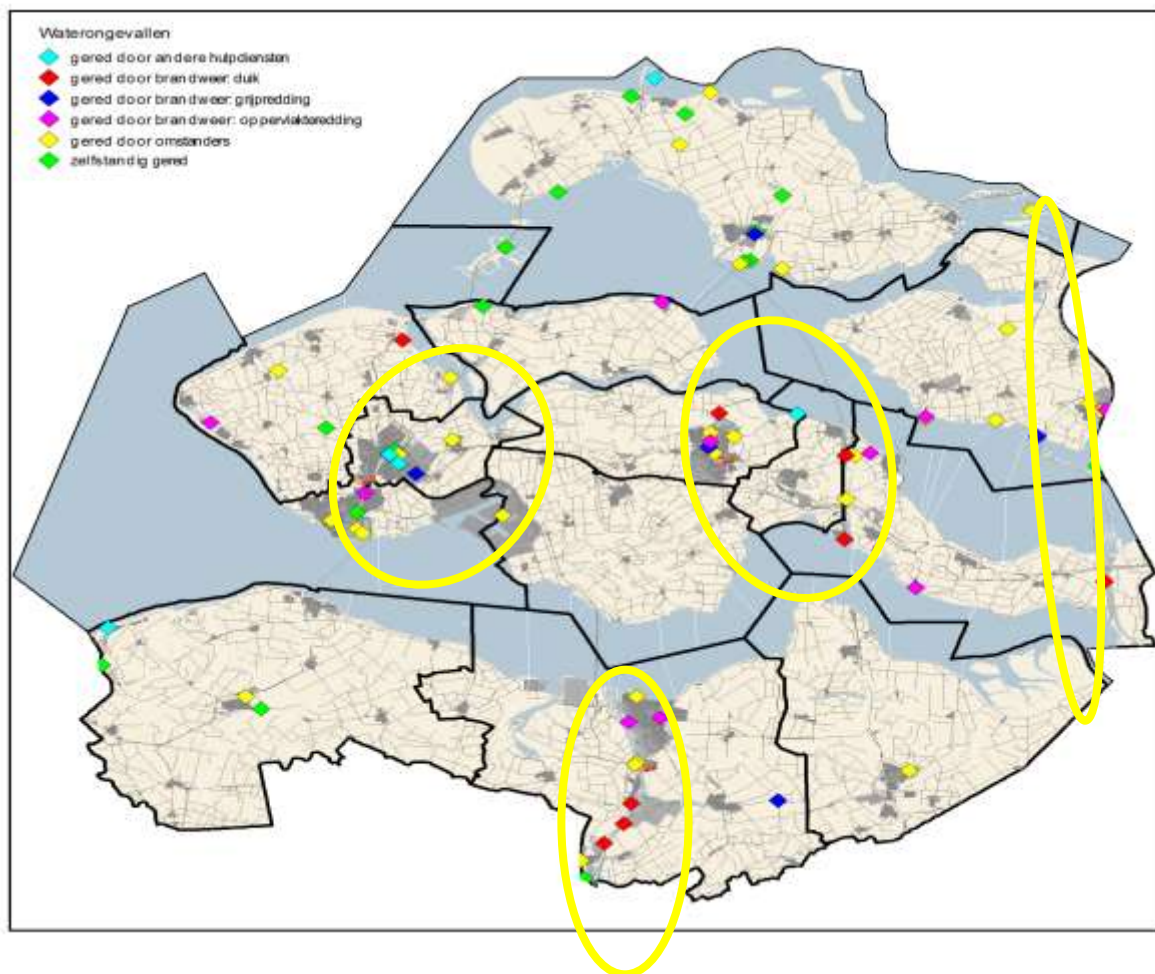 Waterongevallen
gered door andere hulpdiensten
gered door brandweer: duik
gered door brandweer: grijpredding
gered door brandweer: oppervlakteredding
gered door omstanders
zelfstandig gered